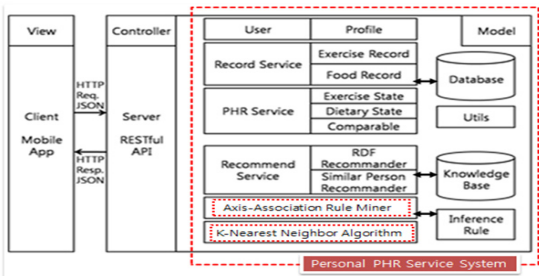 View
Controller
User
Profile
Model
Record Service
Exercise Record
Food Record
Database
HTTP
Req.
JSON
Client
Mobile
App
Server
RESTful
API
PHR Service
Exercise State
Dietary State
Comparable
Utils
HTTP
Resp.
JSON
Recommend
Service
RDF
Recommander
Similar Person
Recommander
Knowledge
Base
Axis-Association Rule Miner
K-Nearest Neighbor Algorithm
Inference
Rule
Personal PHR Service System